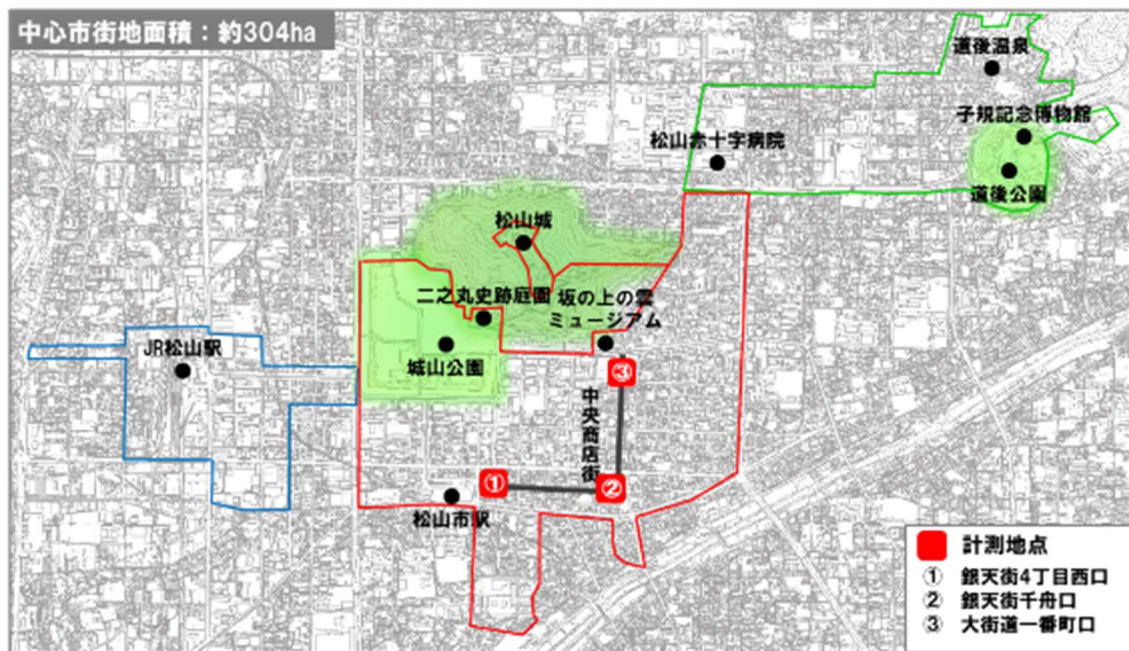 中心市街地面積：約304ha
道後温泉
子規記念博物館
松山赤十字病院
道後公園
松山城
二之丸史跡庭園
坂の上の雲
ミュージアム
JR松山駅
城山公園
③
中央商店街
①
②
松山市駅
計測地点
① 銀天街4丁目西口
② 銀天街千舟口
③ 大街道一番町口